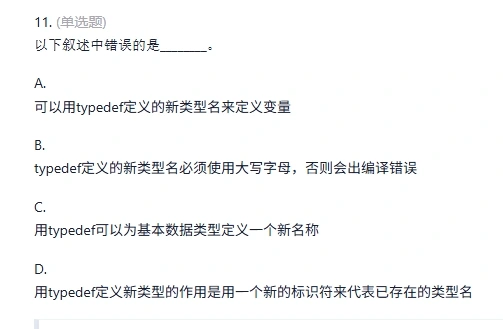 11. (单选题)
以下叙述中错误的是________。
A.
可以用typedef定义的新类型名来定义变量
B.
typedef定义的新类型名必须使用大写字母，否则会出编译错误
C.
用typedef可以为基本数据类型定义一个新名称
D.
用typedef定义新类型的作用是用一个新的标识符来代表已存在的类型名